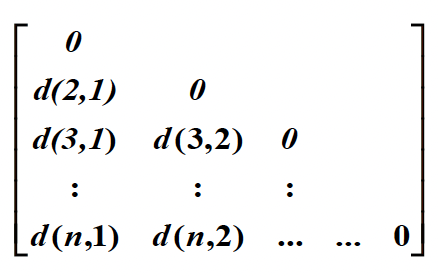 0
d(2,1) 0
d(3,1) d(3,2) 0
: : :
d(n,1) d(n,2) ... ... 0